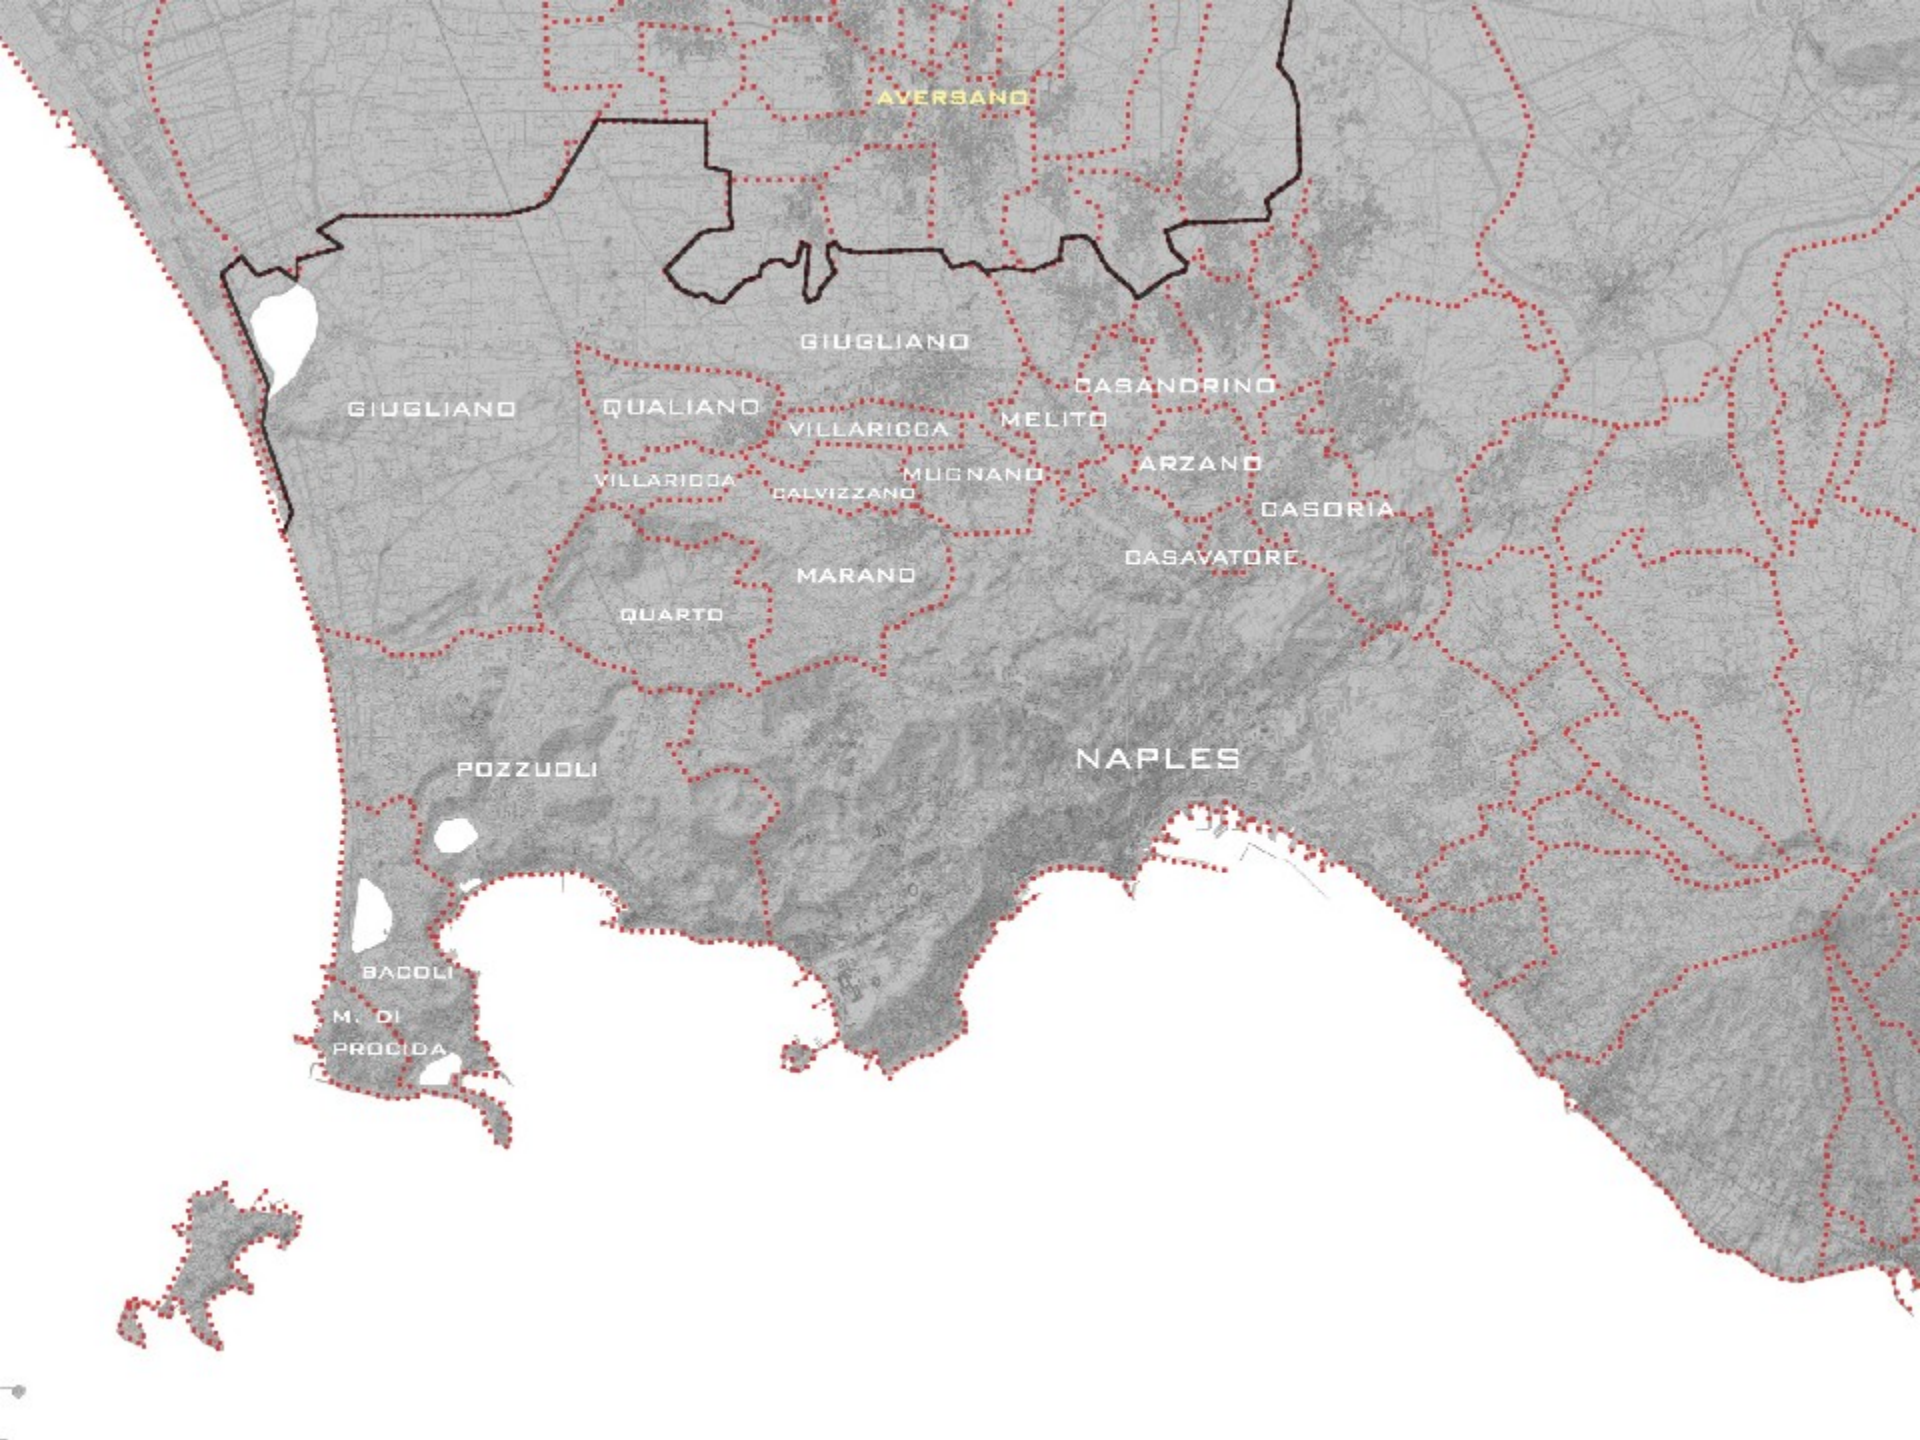 AVERSANO
GIUGLIANO
CASANDRINO
GIUGLIANO
QUALIANO
MELITO
VILLARICCA
ARZANO
VILLARICCA
MUGNANO
CALVIZZANO
CASORIA
CASAVATORE
MARANO
QUARTO
NAPLES
POZZUOLI
BACOLI
M. DI
PROCIDA